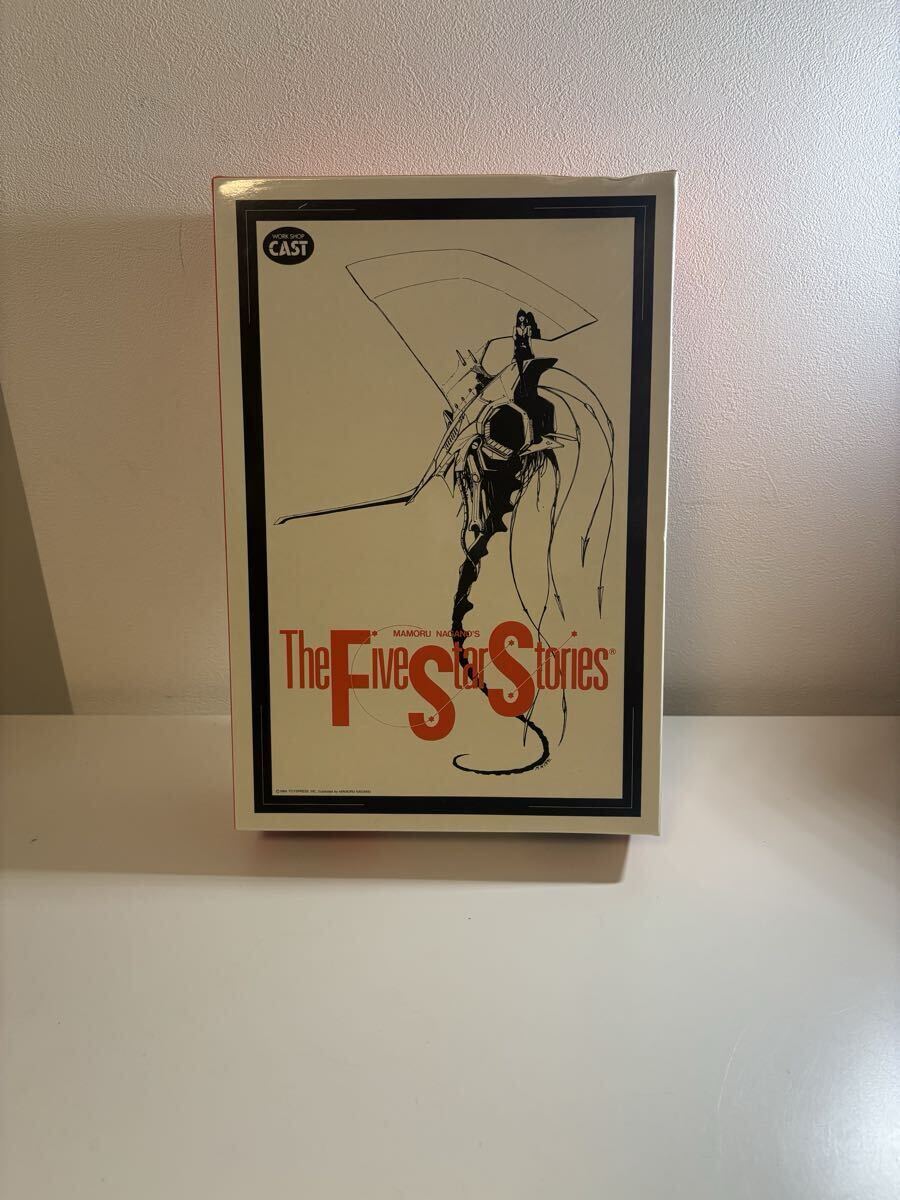 WORK SHOP
CAST
MAMORU NAGANO'S
The Five Star Stories®